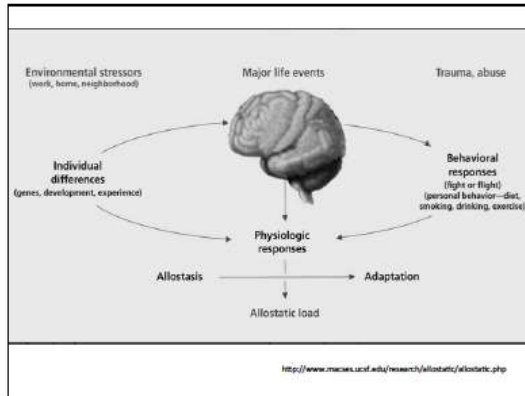 Environmental stressors
(work, home, neighborhood)
Major life events
Trauma, abuse
Individual
differences
(genes, development, experience)
Behavioral
responses
(fight or flight)
(personal behavior—diet,
smoking, drinking, exercise)
Physiologic
responses
Allostasis
Adaptation
Allostatic load
http://www.macses.ucsf.edu/research/allostatic/allostatic.php